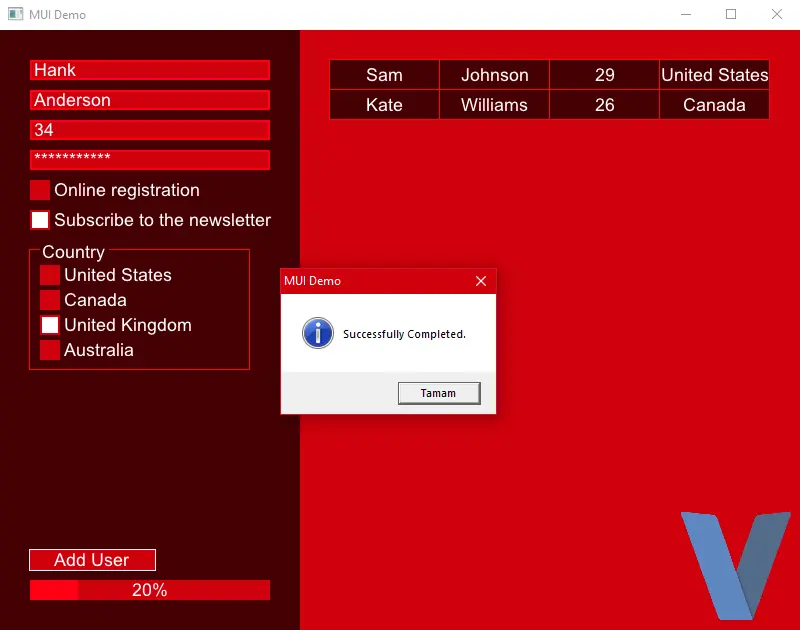 MUI Demo
Hank
Anderson
34
***********
Online registration
Subscribe to the newsletter
Country
United States
Canada
United Kingdom
Australia
Add User
20%
Sam Johnson 29 United States
Kate Williams 26 Canada
MUI Demo
Successfully Completed.
Tamam
V